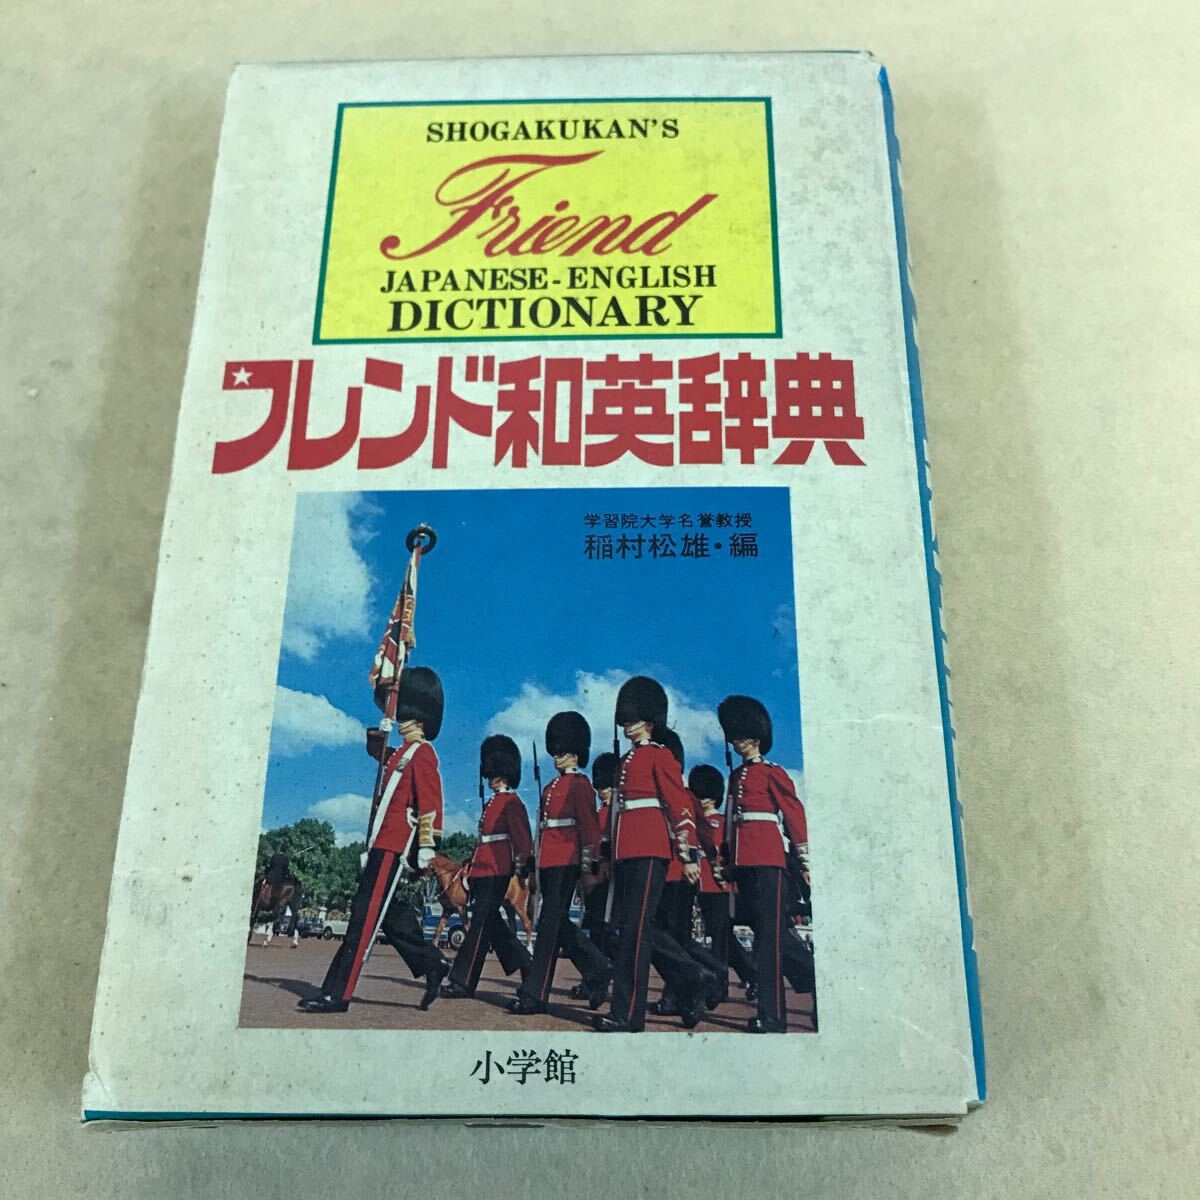 SHOGAKUKAN'S
Friend
JAPANESE-ENGLISH
DICTIONARY
フレンド和英辞典
学習院大学名誉教授
稲村松雄・編
小学館